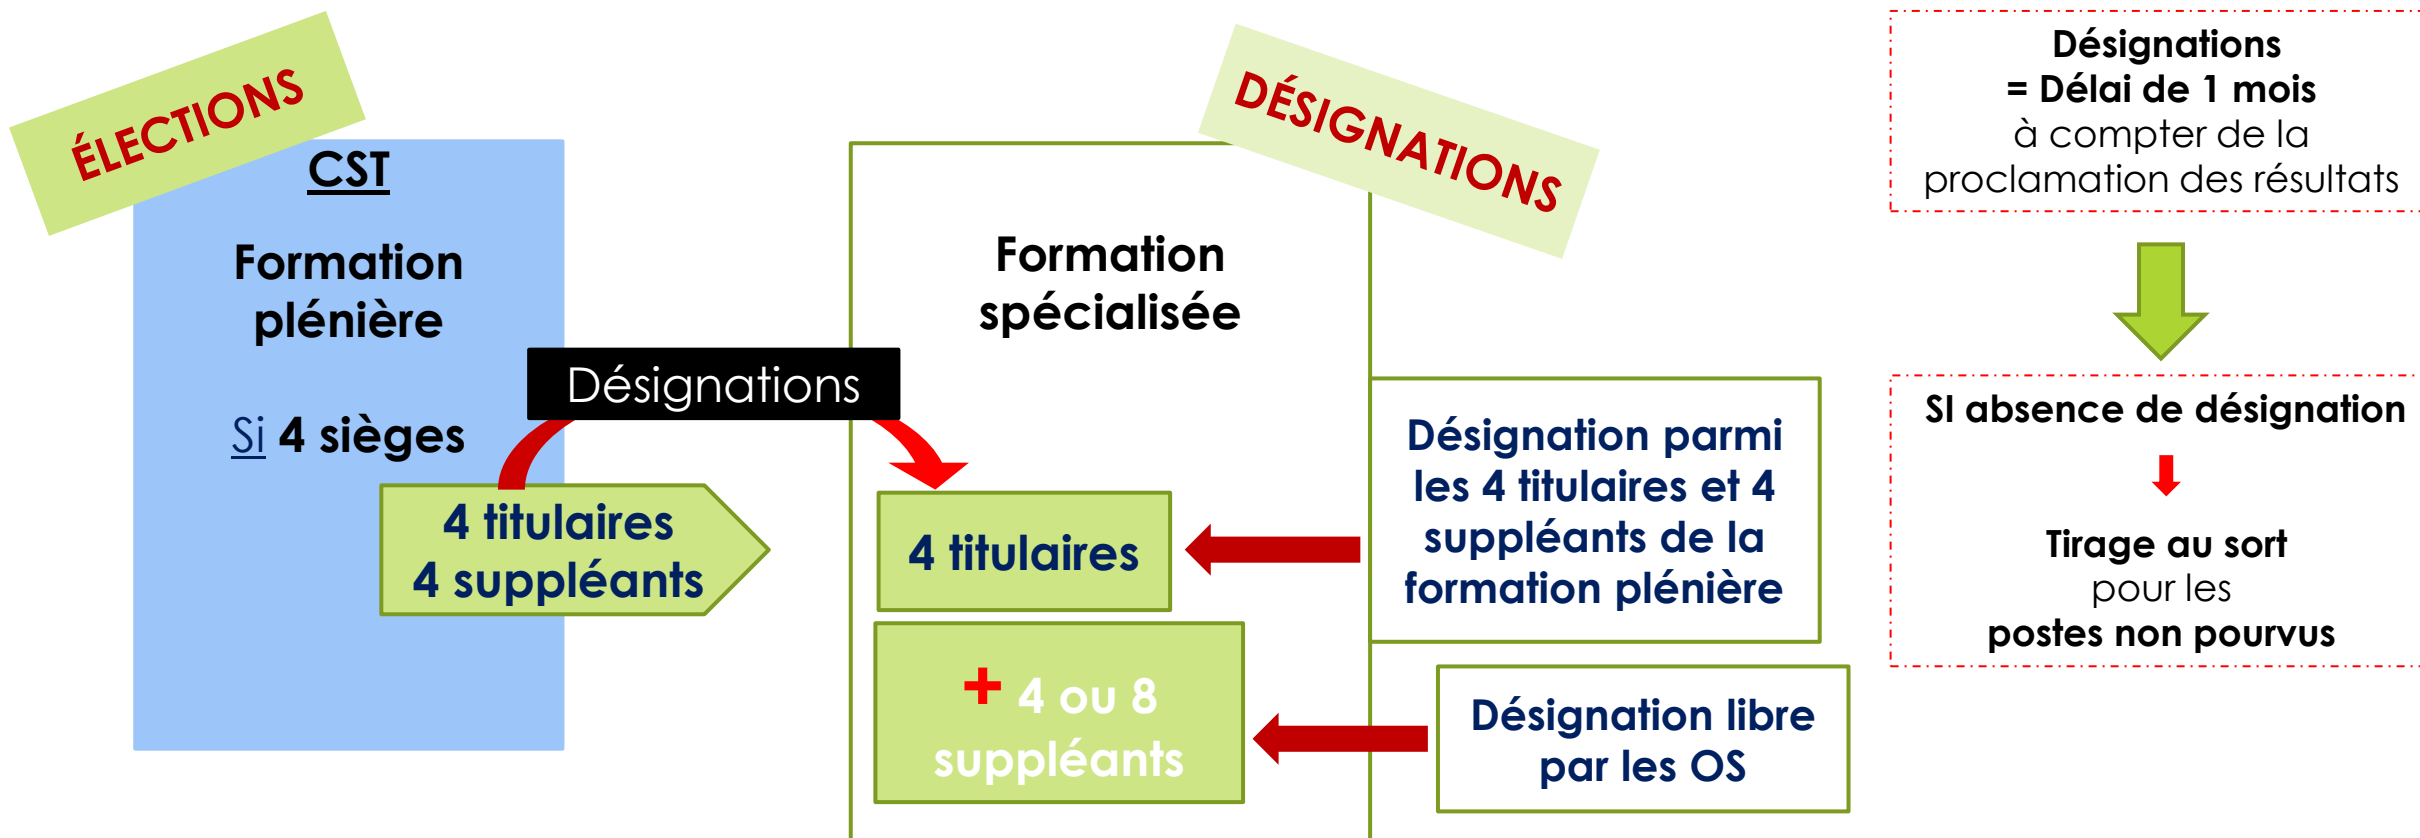 ÉLECTIONS
CST
Formation
plénière
Si 4 sièges
4 titulaires
4 suppléants
Désignations
DÉSIGNATIONS
Formation
spécialisée
4 titulaires
+ 4 ou 8
suppléants
Désignation parmi
les 4 titulaires et 4
suppléants de la
formation plénière
Désignation libre
par les OS
Désignations
= Délai de 1 mois
à compter de la
proclamation des résultats
SI absence de désignation
Tirage au sort
pour les
postes non pourvus